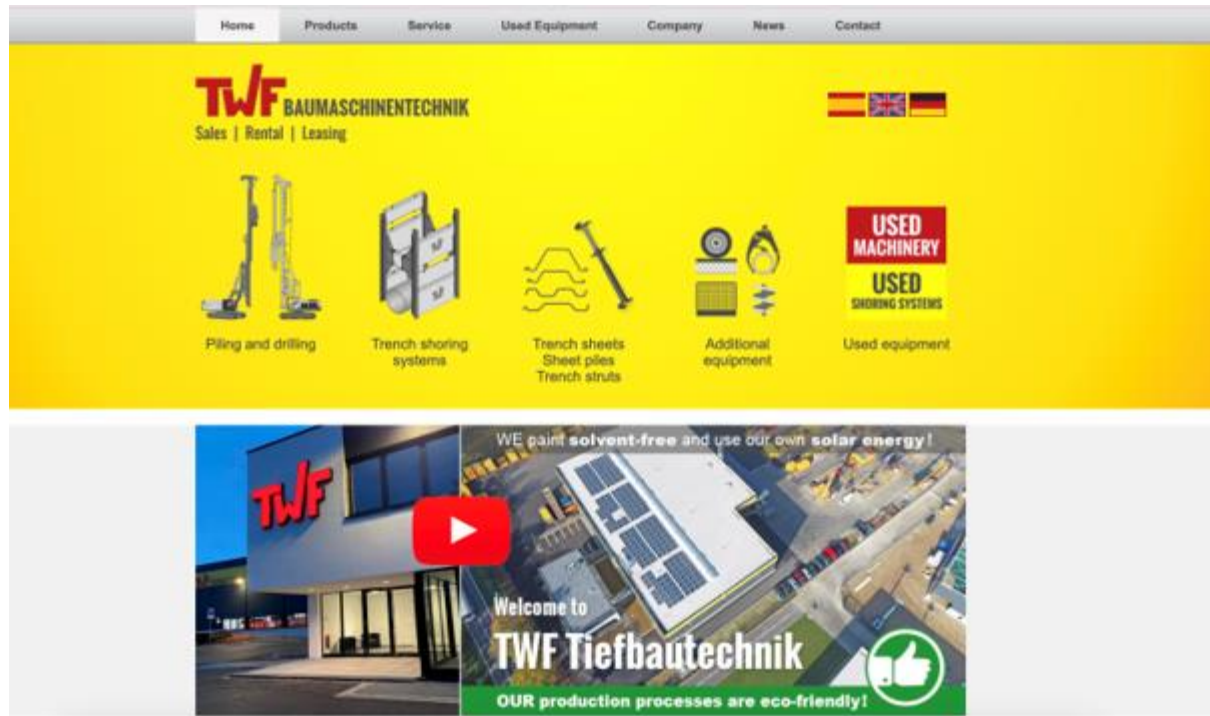 Home Products Service Used Equipment Company News Contact
TWF BAUMASCHINENTECHNIK
Sales | Rental | Leasing
USED
MACHINERY
USED
SHORING SYSTEMS
Piling and drilling
Trench shoring
systems
Trench sheets
Sheet piles
Trench struts
Additional
equipment
Used equipment
WE paint solvent-free and use our own solar energy!
TWF
Welcome to
TWF Tiefbautechnik
OUR production processes are eco-friendly!